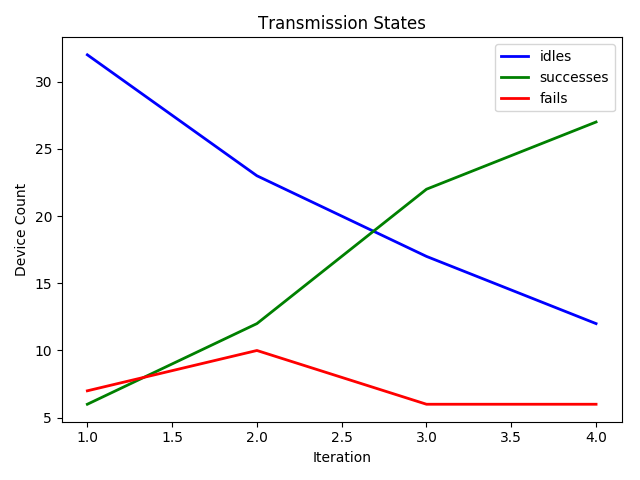 Transmission States
idles
successes
fails
Device Count
30
25
20
15
10
5
1.0 1.5 2.0 2.5 3.0 3.5 4.0
Iteration